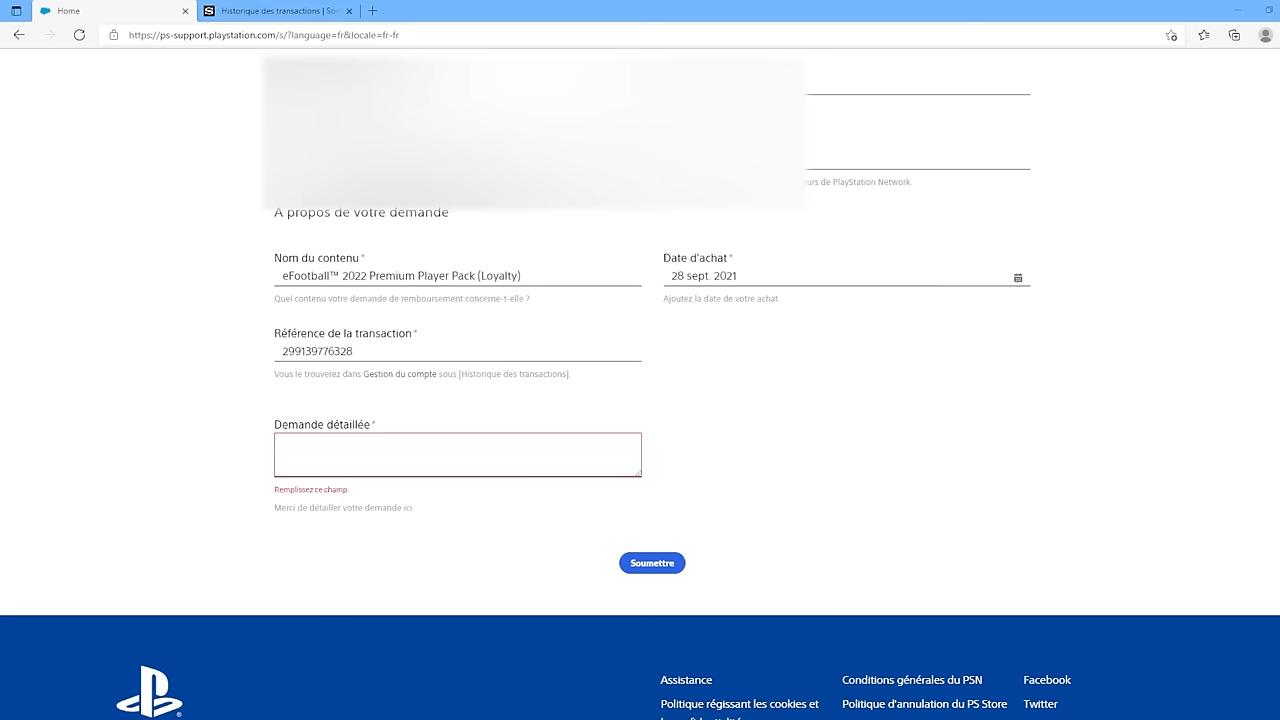 Home
Historique des transactions | So
https://ps-support.playstation.com/s/?language=fr&locale=fr-fr
urs de PlayStation Network.
À propos de votre demande
Nom du contenu *
Date d'achat *
eFootball™ 2022 Premium Player Pack (Loyalty)
28 sept. 2021
Quel contenu votre demande de remboursement concerne-t-elle ?
Ajoutez la date de votre achat.
Référence de la transaction *
299139776328
Vous le trouverez dans Gestion du compte sous [Historique des transactions].
Demande détaillée *
Remplissez ce champ.
Merci de détailler votre demande ici.
Soumettre
Assistance
Conditions générales du PSN
Facebook
Politique régissant les cookies et
Politique d'annulation du PS Store
Twitter